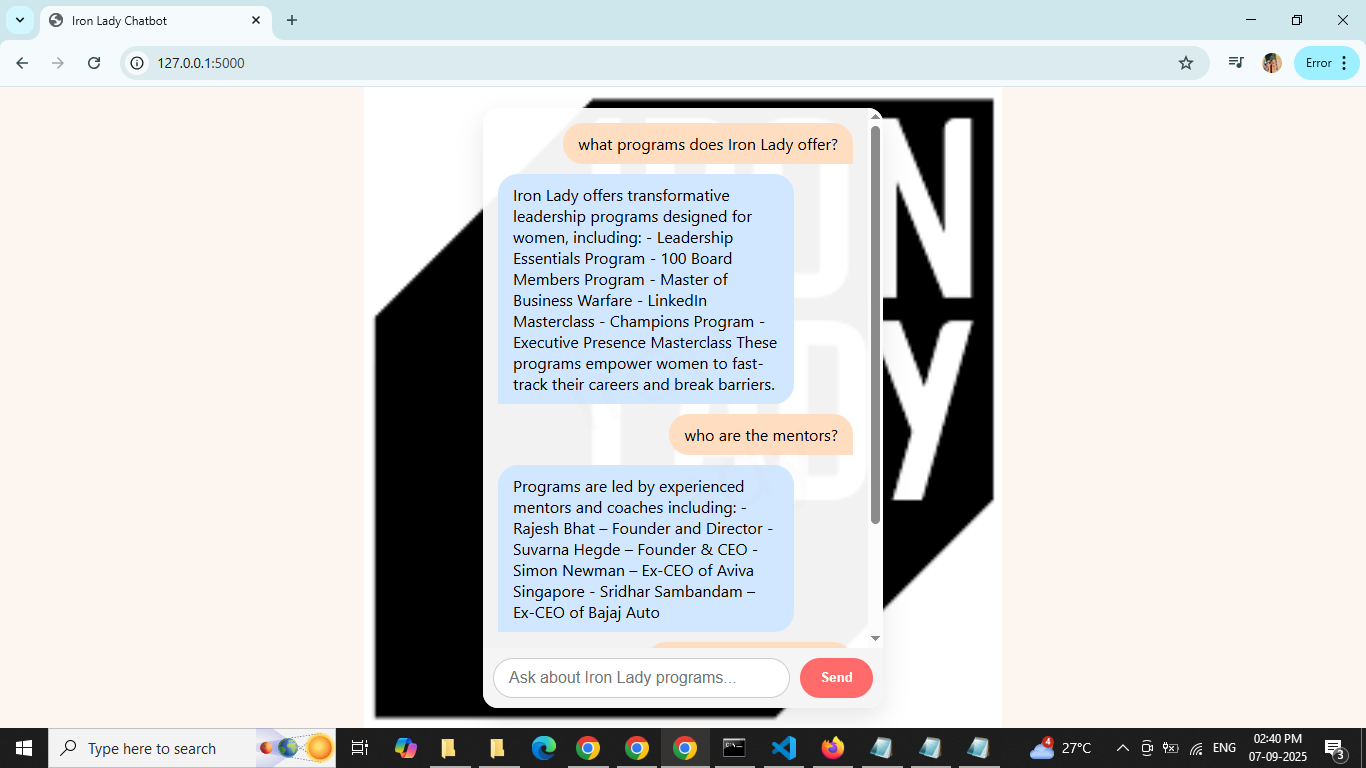 Iron Lady Chatbot
127.0.0.1:5000
Error
what programs does Iron Lady offer?
Iron Lady offers transformative
leadership programs designed for
women, including: - Leadership
Essentials Program - 100 Board
Members Program - Master of
Business Warfare - LinkedIn
Masterclass - Champions Program -
Executive Presence Masterclass These
programs empower women to fast-
track their careers and break barriers.
who are the mentors?
Programs are led by experienced
mentors and coaches including: -
Rajesh Bhat – Founder and Director -
Suvarna Hegde – Founder & CEO -
Simon Newman – Ex-CEO of Aviva
Singapore - Sridhar Sambandam –
Ex-CEO of Bajaj Auto
Ask about Iron Lady programs...
Send
IRON
LADY
Type here to search
4
27°C
ENG
02:40 PM
07-09-2025
3